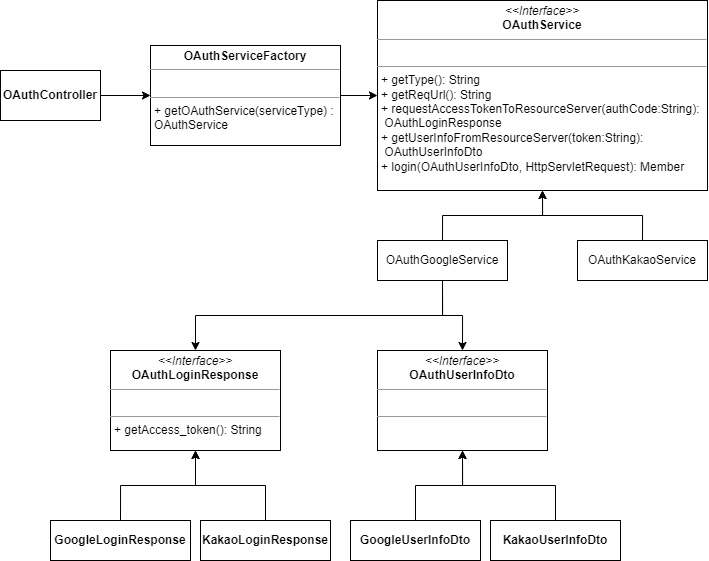 <<Interface>>
OAuthService
+ getType(): String
+ getReqUrl(): String
+ requestAccessTokenToResourceServer(authCode:String):
OAuthLoginResponse
+ getUserInfoFromResourceServer(token:String):
OAuthUserInfoDto
+ login(OAuthUserInfoDto, HttpServletRequest): Member
OAuthServiceFactory
+ getOAuthService(serviceType) :
OAuthService
OAuthController
OAuthGoogleService
OAuthKakaoService
<<Interface>>
OAuthLoginResponse
+ getAccess_token(): String
<<Interface>>
OAuthUserInfoDto
GoogleLoginResponse
KakaoLoginResponse
GoogleUserInfoDto
KakaoUserInfoDto